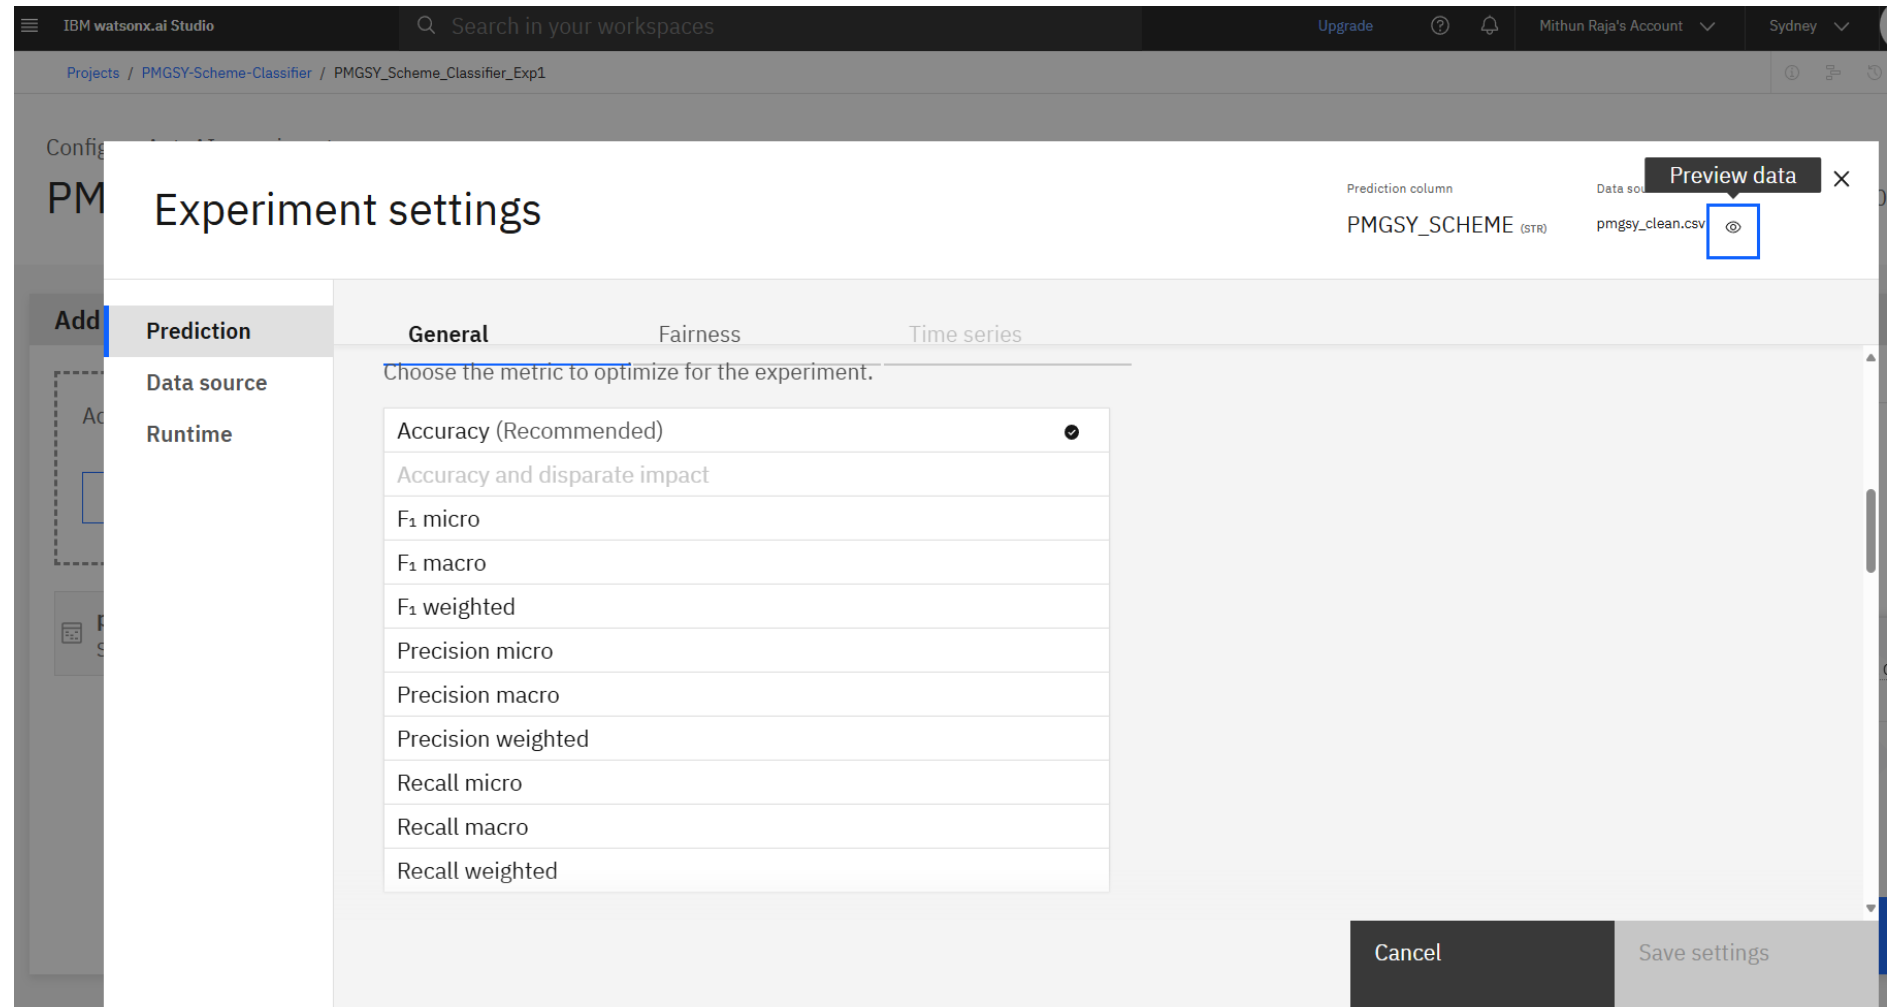 IBM watsonx.ai Studio
Search in your workspaces
Upgrade
Mithun Raja's Account
Sydney
Projects / PMGSY-Scheme-Classifier / PMGSY_Scheme_Classifier_Exp1
Experiment settings
Prediction column
PMGSY_SCHEME (STR)
pmgsy_clean.csv
Preview data
Add
Prediction
Data source
Runtime
General
Fairness
Time series
Choose the metric to optimize for the experiment.
Accuracy (Recommended)
Accuracy and disparate impact
F₁ micro
F₁ macro
F₁ weighted
Precision micro
Precision macro
Precision weighted
Recall micro
Recall macro
Recall weighted
Cancel
Save settings